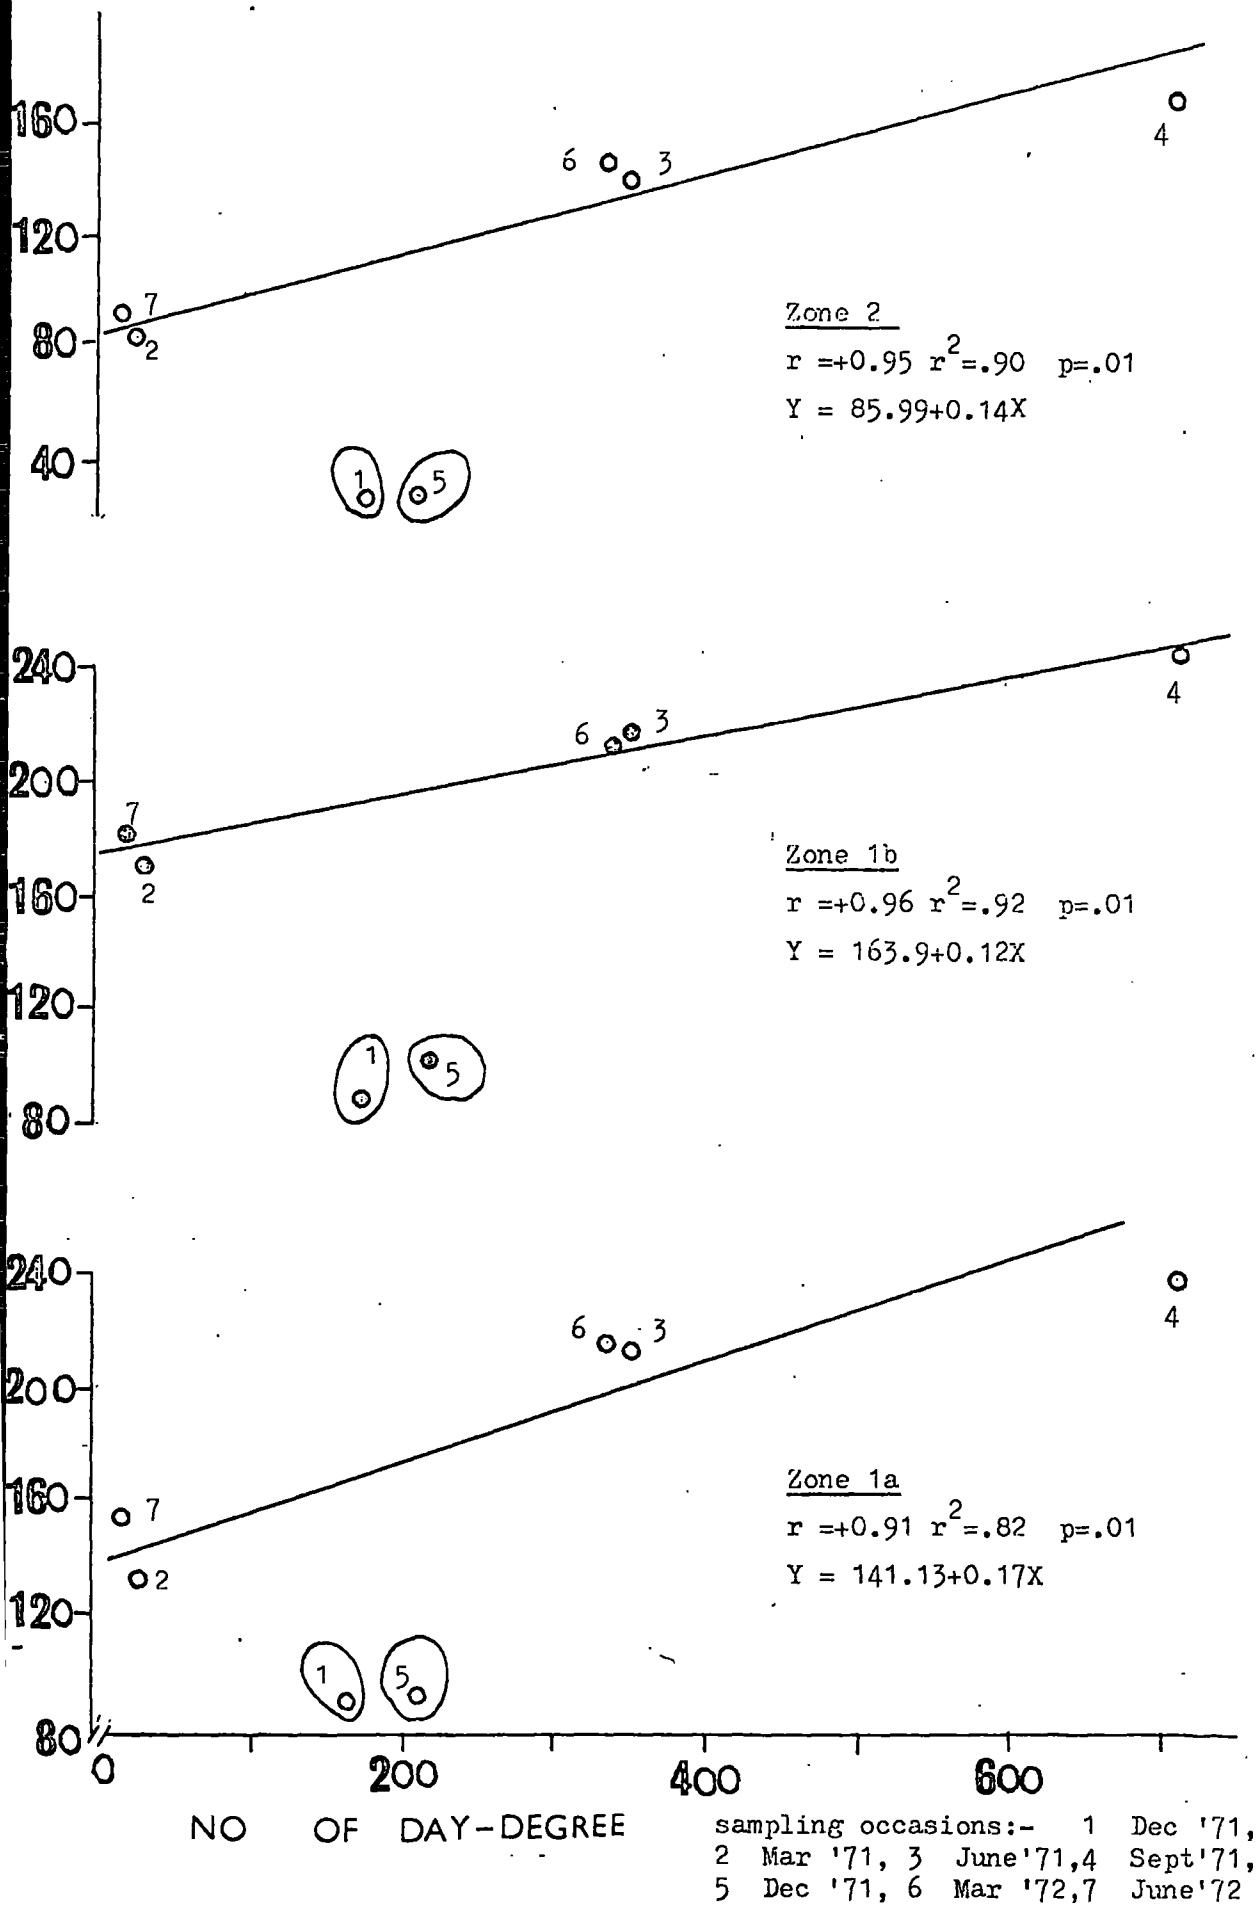 160
6 3
4
120
7
80
2
Zone 2
r =+0.95 r2=.90 p=.01
Y = 85.99+0.14X
40
1 5
240
6 3
4
200
7
2
160
Zone 1b
r =+0.96 r2=.92 p=.01
Y = 163.9+0.12X
120
1 5
80
240
6 3
4
200
160
7
2
Zone 1a
r =+0.91 r2=.82 p=.01
Y = 141.13+0.17X
120
1 5
80
0 200 400 600
NO OF DAY-DEGREE
sampling occasions:- 1 Dec '71,
2 Mar '71, 3 June'71,4 Sept'71,
5 Dec '71, 6 Mar '72,7 June'72